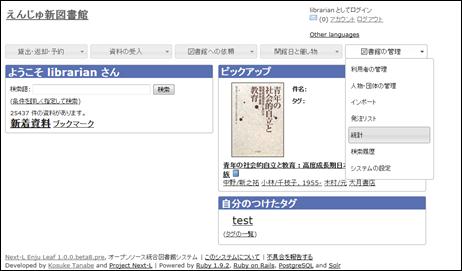 えんじゅ新図書館
librarian としてログイン
(0) アカウント ログアウト
Other languages
貸出・返却・予約
資料の受入
図書館への依頼
開館日と催し物
図書館の管理
利用者の管理
人物・団体の管理
インポート
発注リスト
統計
検索履歴
システムの設定
ようこそ librarian さん
検索語:
検索
(条件を詳しく指定して検索)
25437 件の資料があります。
新着資料 ブックマーク
ピックアップ
青年の
社会的自立と
教育
件名:
タグ:
青年の社会的自立と教育 : 高度成長期日本
族
中野/新之祐 小林/千枝子, 1955- 木村/元 大月書店
自分のつけたタグ
test
(タグの一覧)
Next-L Enju Leaf 1.0.0.beta8.pre, オープンソース統合図書館システム | このシステムについて | 不具合を報告する
Developed by Kosuke Tanabe and Project Next-L | Powered by Ruby 1.9.2, Ruby on Rails, PostgreSQL and Solr